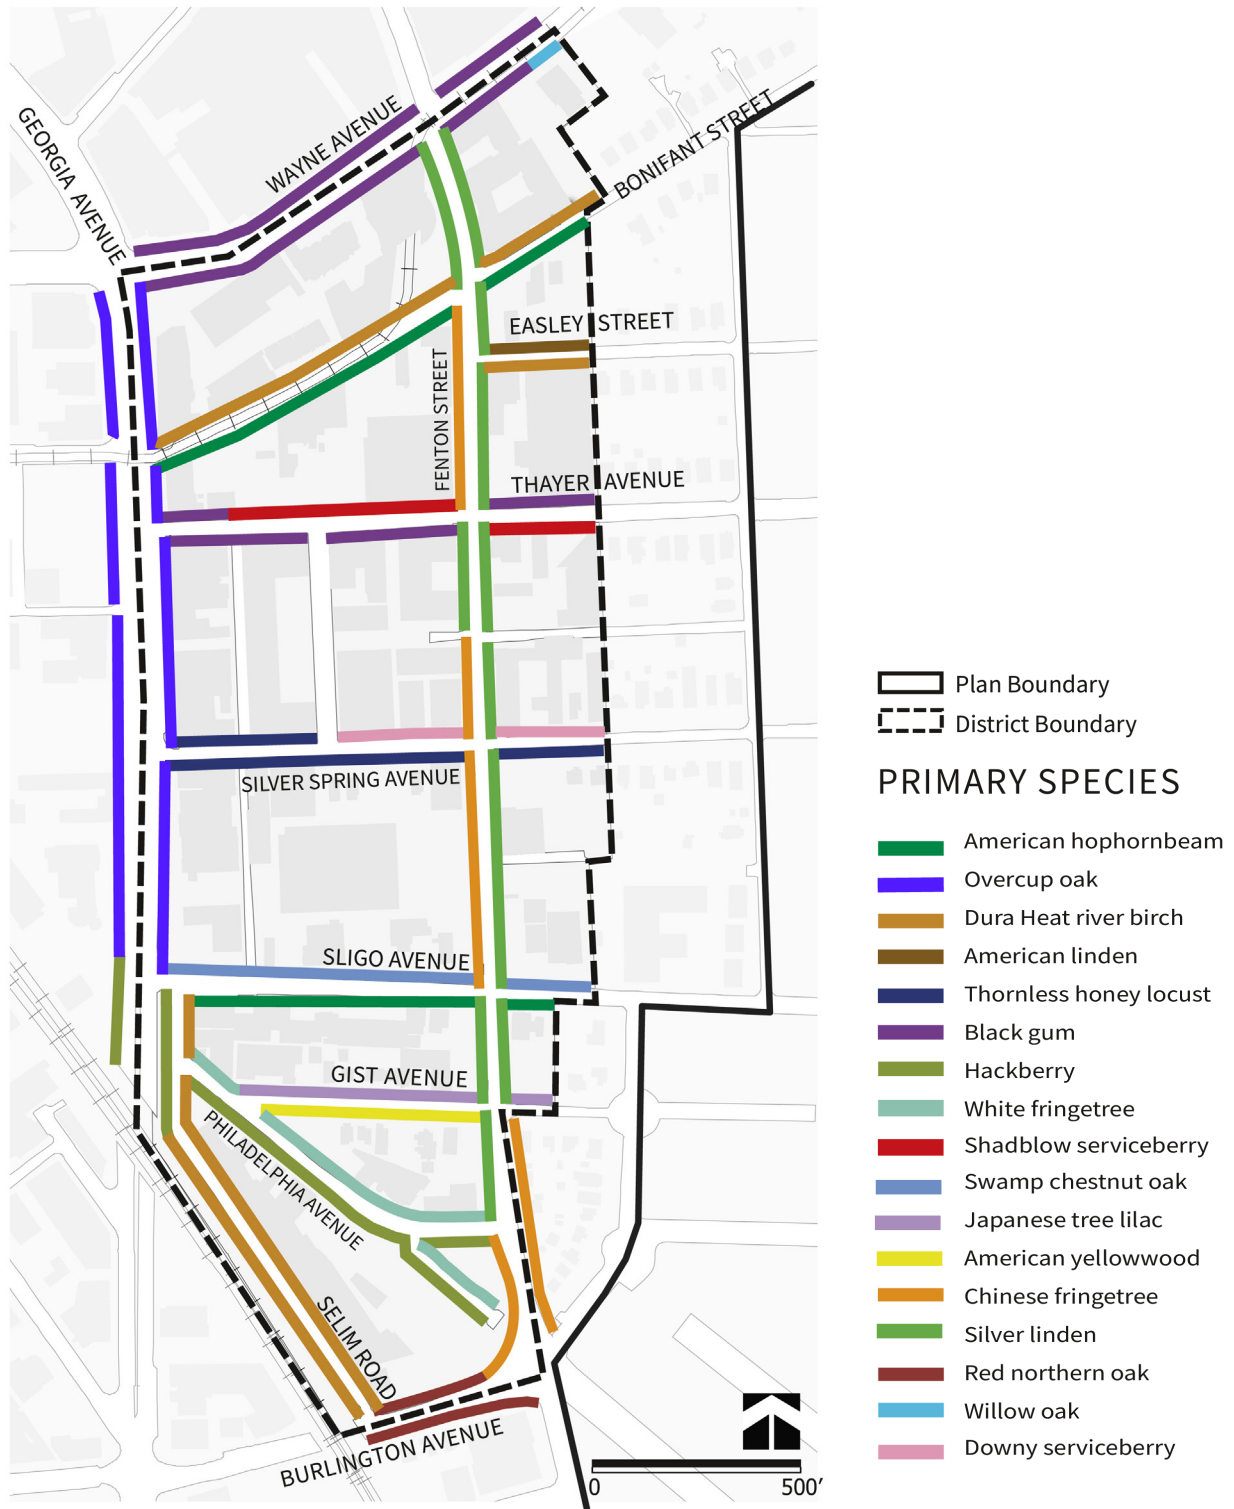 GEORGIA AVENUE
WAYNE AVENUE
BONIFANT STREET
EASLEY STREET
FENTON STREET
THAYER AVENUE
SILVER SPRING AVENUE
SLIGO AVENUE
GIST AVENUE
PHILADELPHIA AVENUE
SELIM ROAD
BURLINGTON AVENUE
0 500’
Plan Boundary
District Boundary
PRIMARY SPECIES
American hophornbeam
Overcup oak
Dura Heat river birch
American linden
Thornless honey locust
Black gum
Hackberry
White fringetree
Shadblow serviceberry
Swamp chestnut oak
Japanese tree lilac
American yellowwood
Chinese fringetree
Silver linden
Red northern oak
Willow oak
Downy serviceberry